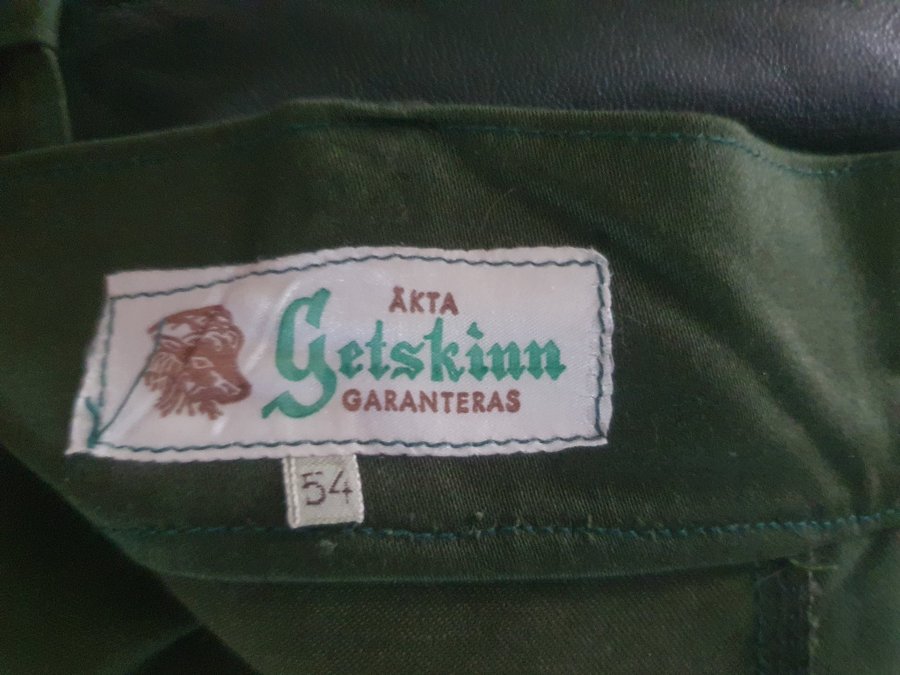 ÄKTA
Getskinn
GARANTERAS
54